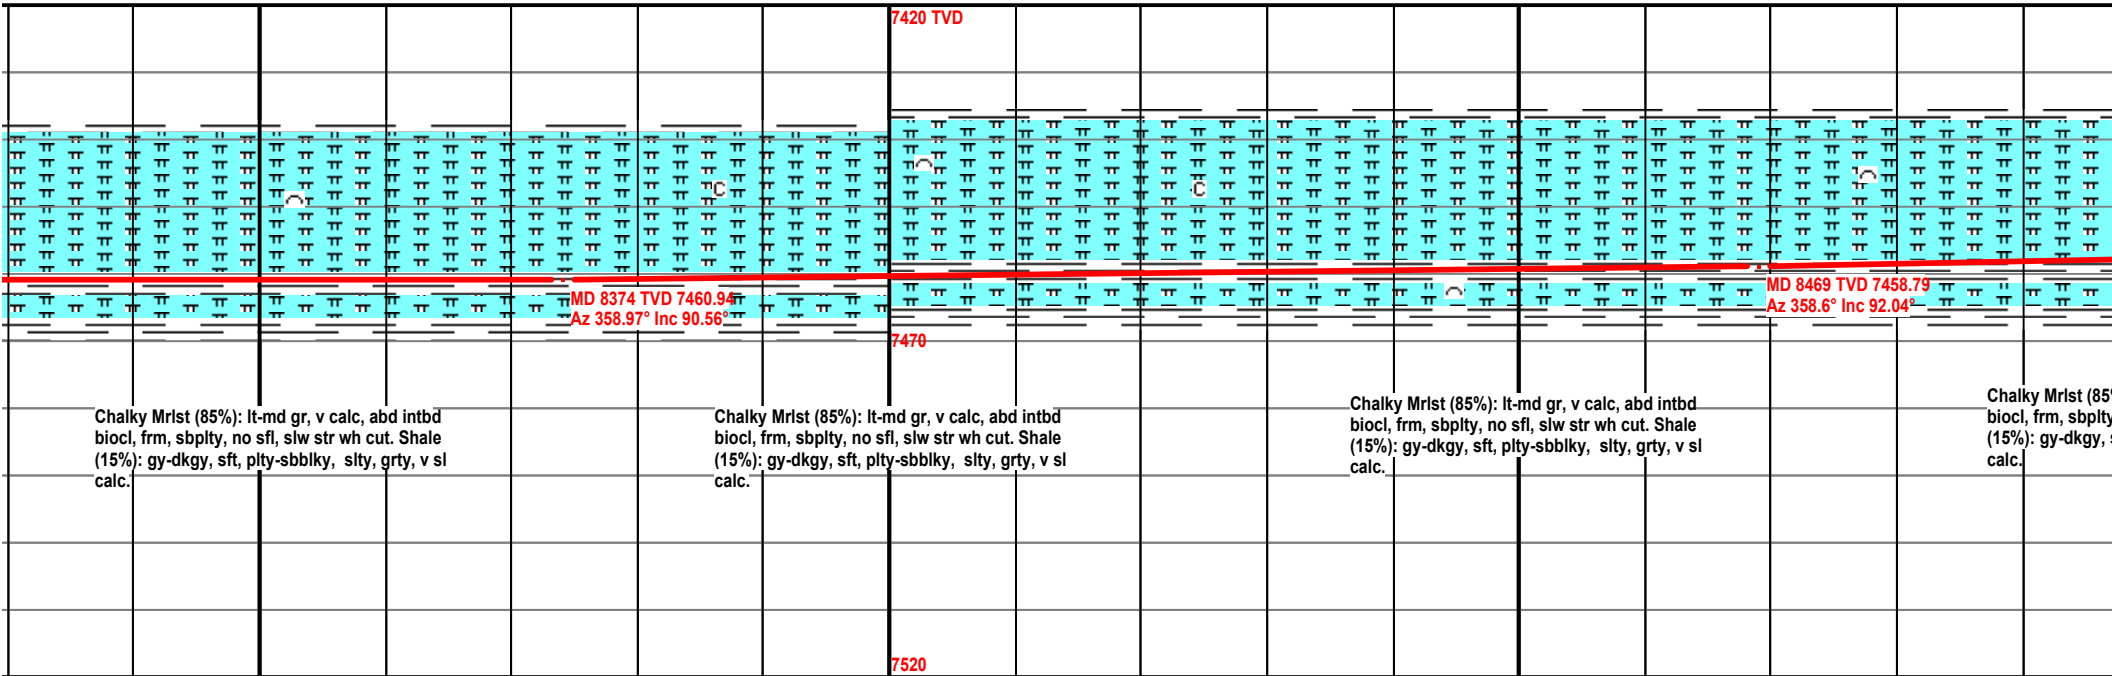 7420 TVD
C
C
MD 8374 TVD 7460.94
Az 358.97° Inc 90.56°
MD 8469 TVD 7458.79
Az 358.6° Inc 92.04°
7470
Chalky Mrlst (85%): lt-md gr, v calc, abd intbd
biocl, frm, sbplty, no sfl, slw str wh cut. Shale
(15%): gy-dkgy, sft, plty-sbblky, slty, grty, v sl
calc.
Chalky Mrlst (85%): lt-md gr, v calc, abd intbd
biocl, frm, sbplty, no sfl, slw str wh cut. Shale
(15%): gy-dkgy, sft, plty-sbblky, slty, grty, v sl
calc.
Chalky Mrlst (85%): lt-md gr, v calc, abd intbd
biocl, frm, sbplty, no sfl, slw str wh cut. Shale
(15%): gy-dkgy, sft, plty-sbblky, slty, grty, v sl
calc.
Chalky Mrlst (85
biocl, frm, sbplty
(15%): gy-dkgy,
calc.
7520